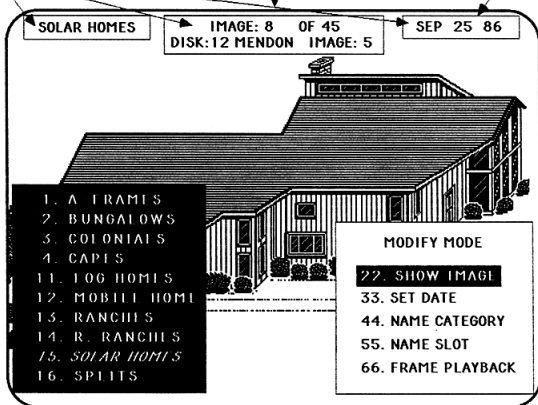 SOLAR HOMES
IMAGE: 8 OF 45
DISK:12 MENDON IMAGE: 5
SEP 25 86
1. A FRAMES
2. BUNGALOWS
3. COLONIALS
4. CAPES
11. LOG HOMES
12. MOBILE HOME
13. RANCHES
14. R. RANCHES
15. SOLAR HOMES
16. SPLITS
MODIFY MODE
22. SHOW IMAGE
33. SET DATE
44. NAME CATEGORY
55. NAME SLOT
66. FRAME PLAYBACK